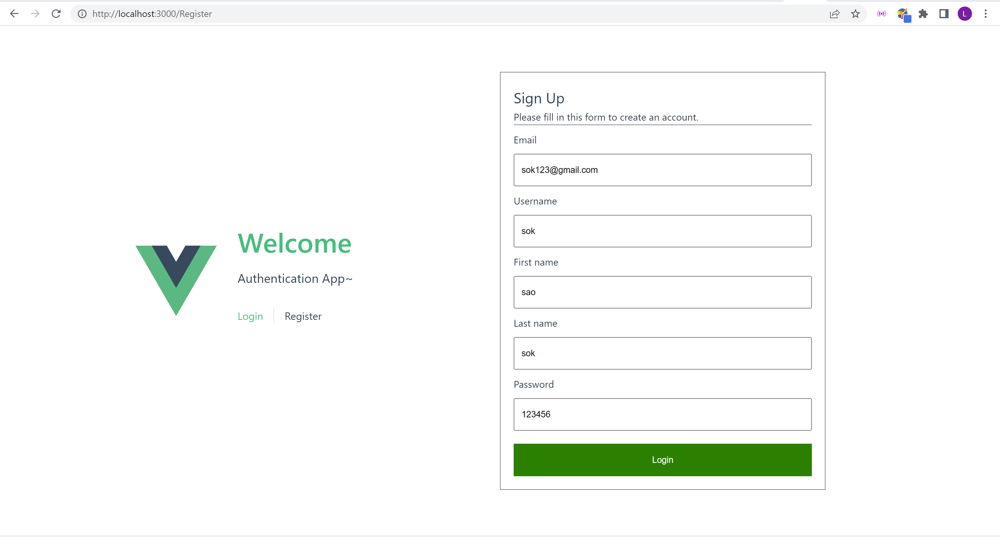 http://localhost:3000/Register
L
Welcome
Authentication App~
Login
Register
Sign Up
Please fill in this form to create an account.
Email
sok123@gmail.com
Username
sok
First name
sao
Last name
sok
Password
123456
Login